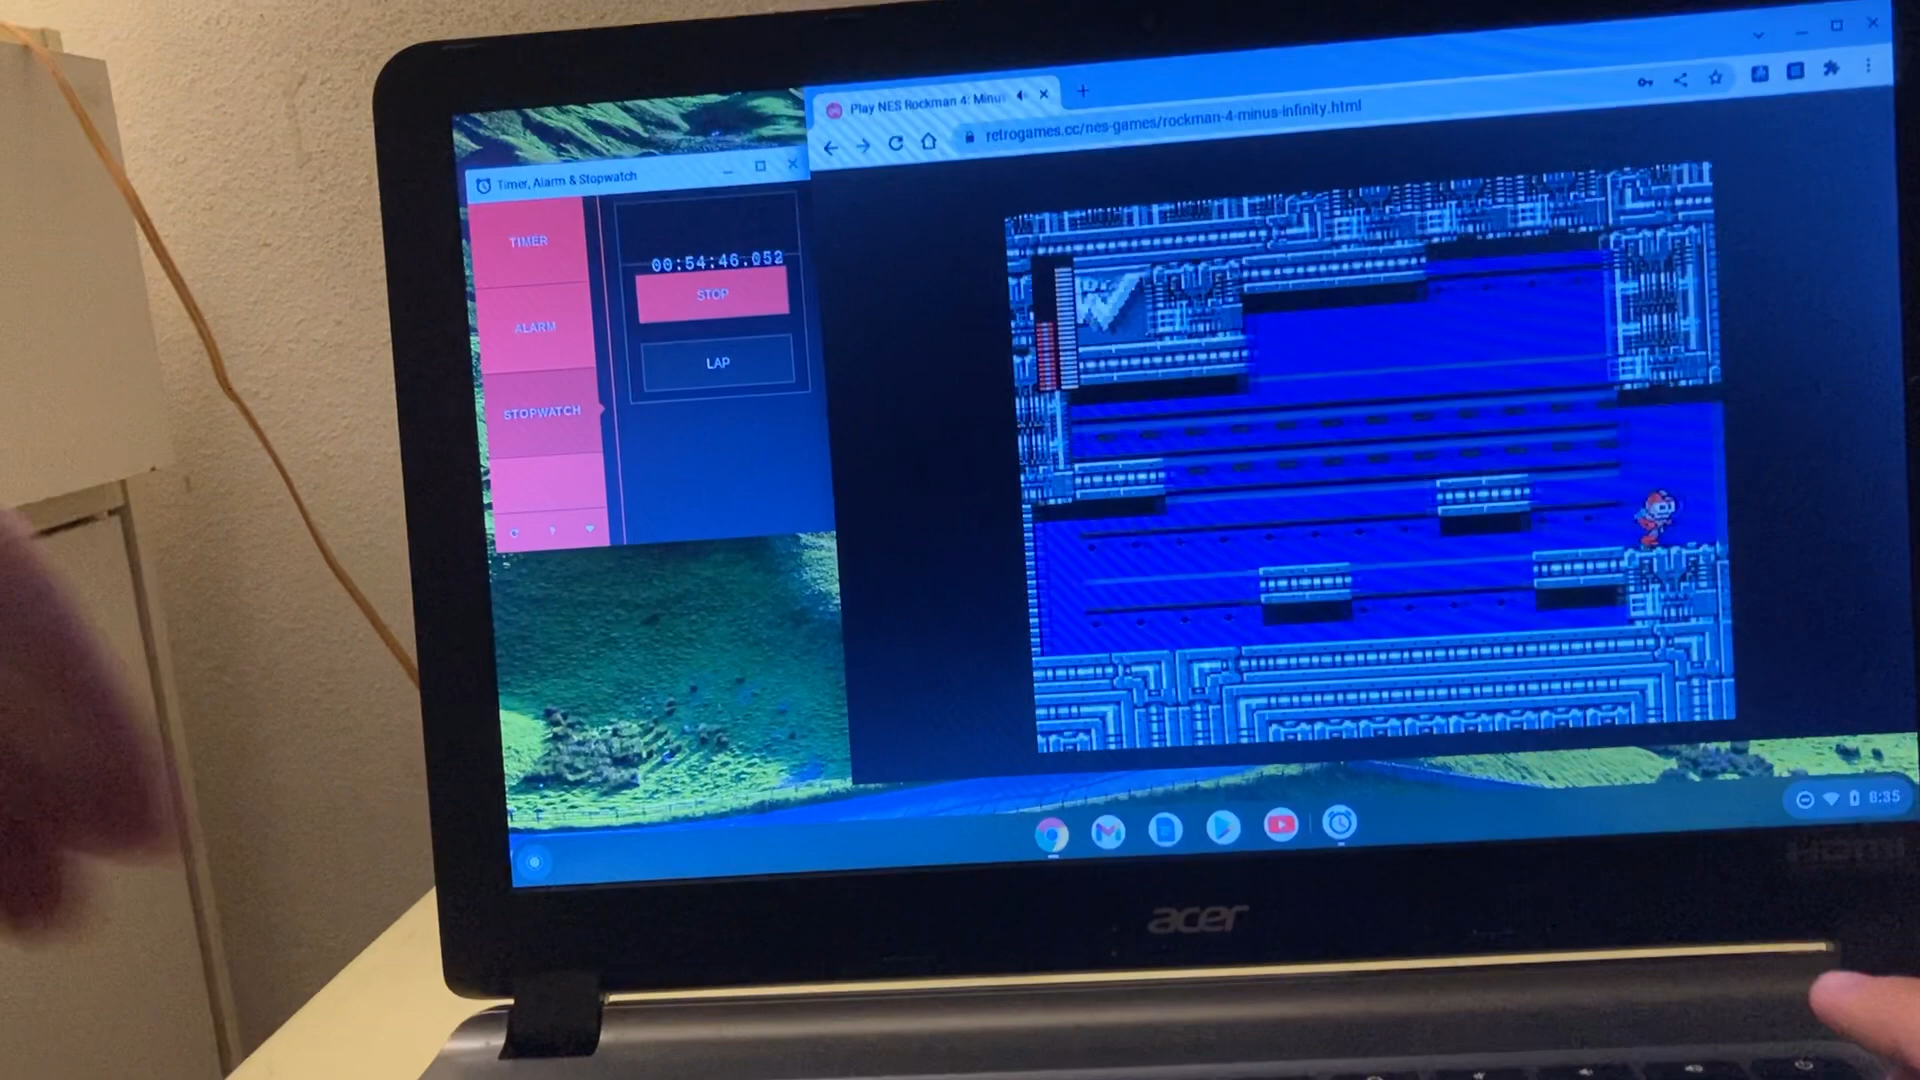 Play NES Rockman 4: Minus
retrogames.cc/nes-games/rockman-4-minus-infinity.html
Timer, Alarm & Stopwatch
TIMER
00:54:46.052
STOP
ALARM
LAP
STOPWATCH
?
W
8:35
HDMI
acer